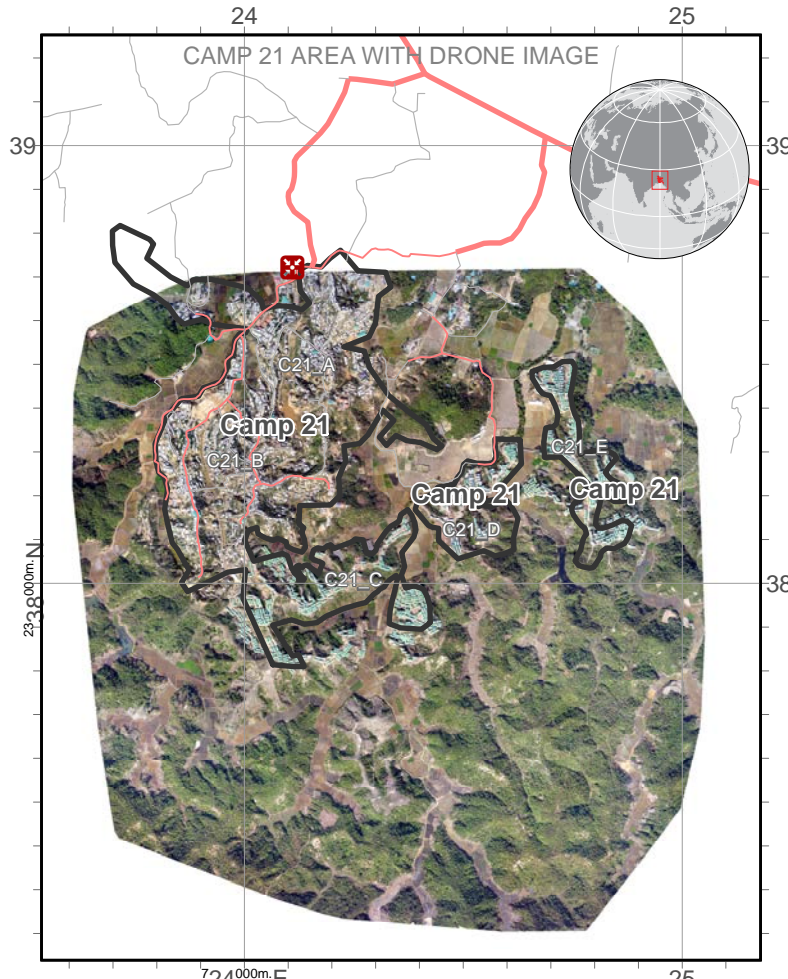 24 25
CAMP 21 AREA WITH DRONE IMAGE
39 39
C21_A
Camp 21
C21_B
C21_E
Camp 21
Camp 21
C21_D
C21_C
2338000m. N
38
724000m. E
25